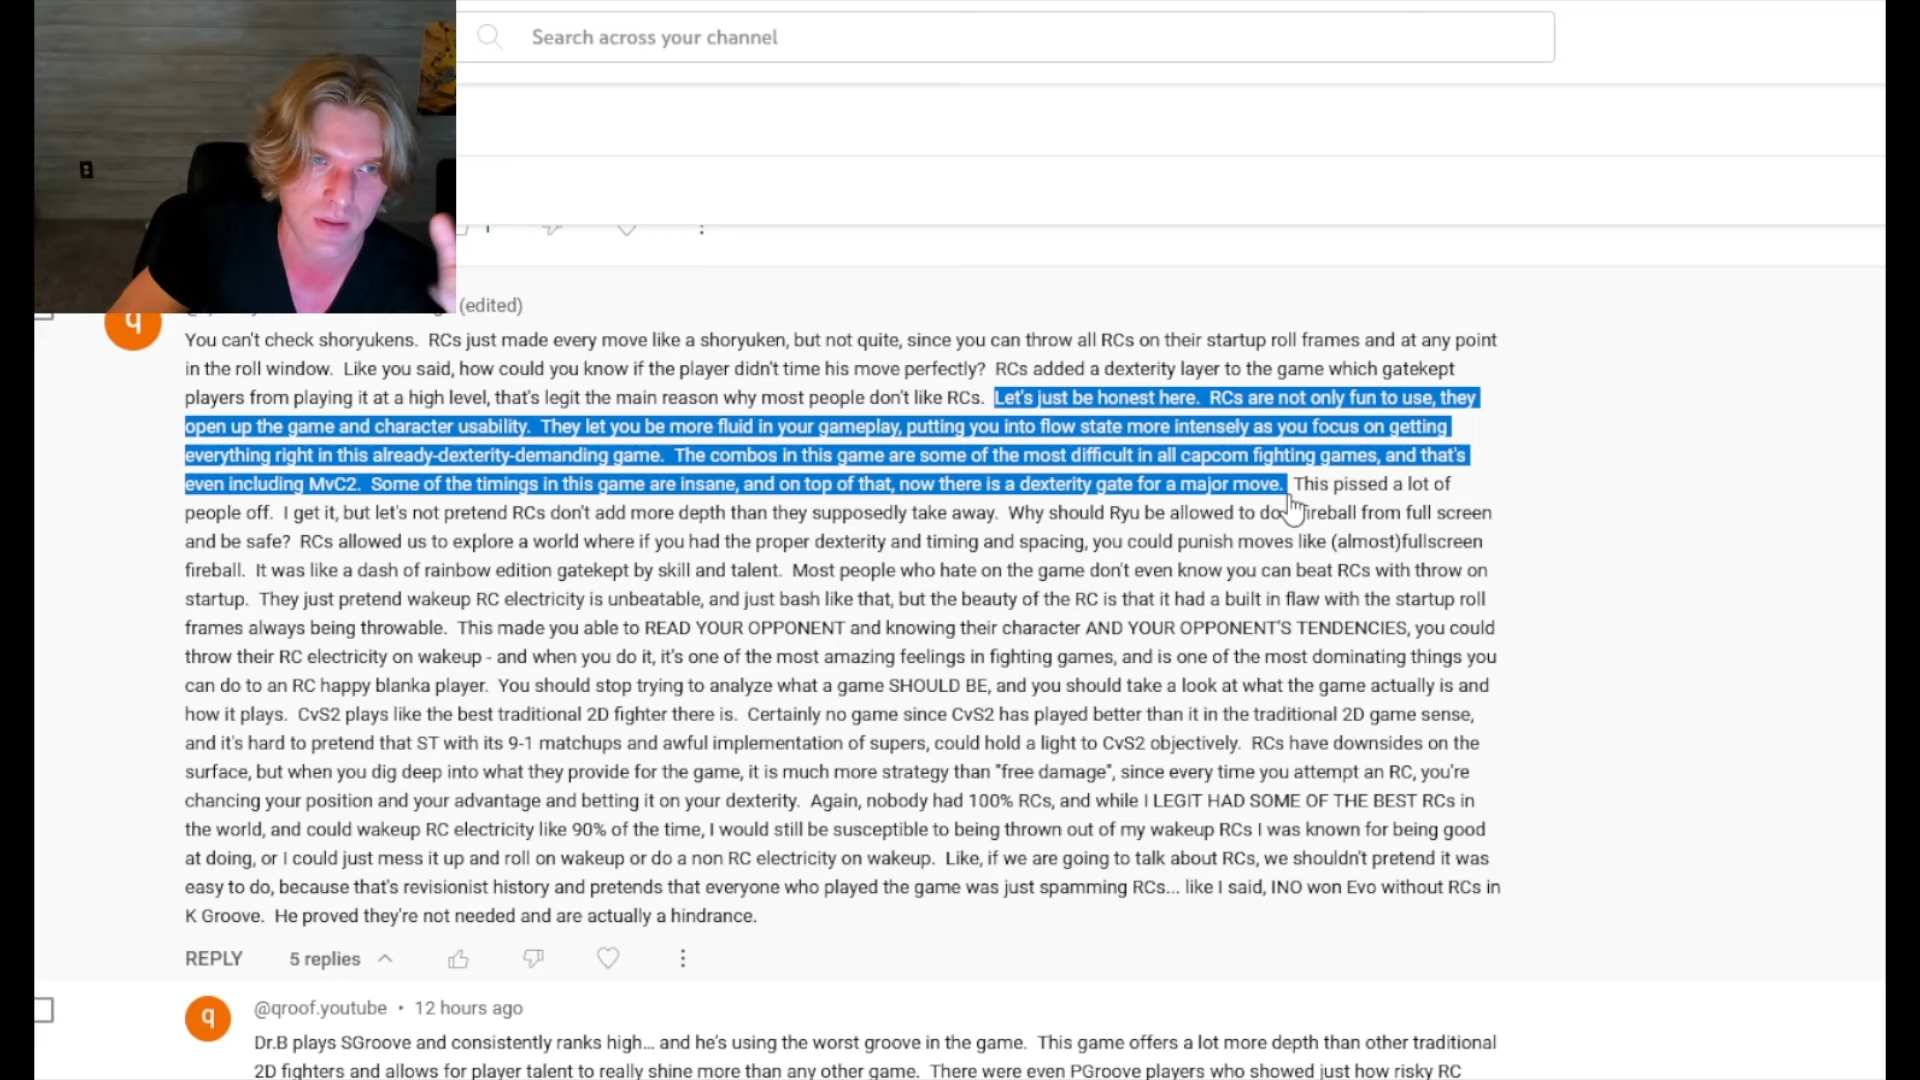 Search across your channel
1
(edited)
q
You can't check shoryukens.  RCs just made every move like a shoryuken, but not quite, since you can throw all RCs on their startup roll frames and at any point
in the roll window.  Like you said, how could you know if the player didn't time his move perfectly?  RCs added a dexterity layer to the game which gatekept
players from playing it at a high level, that's legit the main reason why most people don't like RCs.  Let's just be honest here.  RCs are not only fun to use, they
open up the game and character usability.  They let you be more fluid in your gameplay, putting you into flow state more intensely as you focus on getting
everything right in this already-dexterity-demanding game.  The combos in this game are some of the most difficult in all capcom fighting games, and that's
even including MvC2.  Some of the timings in this game are insane, and on top of that, now there is a dexterity gate for a major move.  This pissed a lot of
people off.  I get it, but let's not pretend RCs don't add more depth than they supposedly take away.  Why should Ryu be allowed to do fireball from full screen
and be safe?  RCs allowed us to explore a world where if you had the proper dexterity and timing and spacing, you could punish moves like (almost)fullscreen
fireball.  It was like a dash of rainbow edition gatekept by skill and talent.  Most people who hate on the game don't even know you can beat RCs with throw on
startup.  They just pretend wakeup RC electricity is unbeatable, and just bash like that, but the beauty of the RC is that it had a built in flaw with the startup roll
frames always being throwable.  This made you able to READ YOUR OPPONENT and knowing their character AND YOUR OPPONENT'S TENDENCIES, you could
throw their RC electricity on wakeup - and when you do it, it's one of the most amazing feelings in fighting games, and is one of the most dominating things you
can do to an RC happy blanka player.  You should stop trying to analyze what a game SHOULD BE, and you should take a look at what the game actually is and
how it plays.  CvS2 plays like the best traditional 2D fighter there is.  Certainly no game since CvS2 has played better than it in the traditional 2D game sense,
and it's hard to pretend that ST with its 9-1 matchups and awful implementation of supers, could hold a light to CvS2 objectively.  RCs have downsides on the
surface, but when you dig deep into what they provide for the game, it is much more strategy than "free damage", since every time you attempt an RC, you're
chancing your position and your advantage and betting it on your dexterity.  Again, nobody had 100% RCs, and while I LEGIT HAD SOME OF THE BEST RCs in
the world, and could wakeup RC electricity like 90% of the time, I would still be susceptible to being thrown out of my wakeup RCs I was known for being good
at doing, or I could just mess it up and roll on wakeup or do a non RC electricity on wakeup.  Like, if we are going to talk about RCs, we shouldn't pretend it was
easy to do, because that's revisionist history and pretends that everyone who played the game was just spamming RCs... like I said, INO won Evo without RCs in
K Groove.  He proved they're not needed and are actually a hindrance.
REPLY 5 replies
q
@qroof.youtube • 12 hours ago
Dr.B plays SGroove and consistently ranks high... and he's using the worst groove in the game.  This game offers a lot more depth than other traditional
2D fighters and allows for player talent to really shine more than any other game.  There were even PGroove players who showed just how risky RC